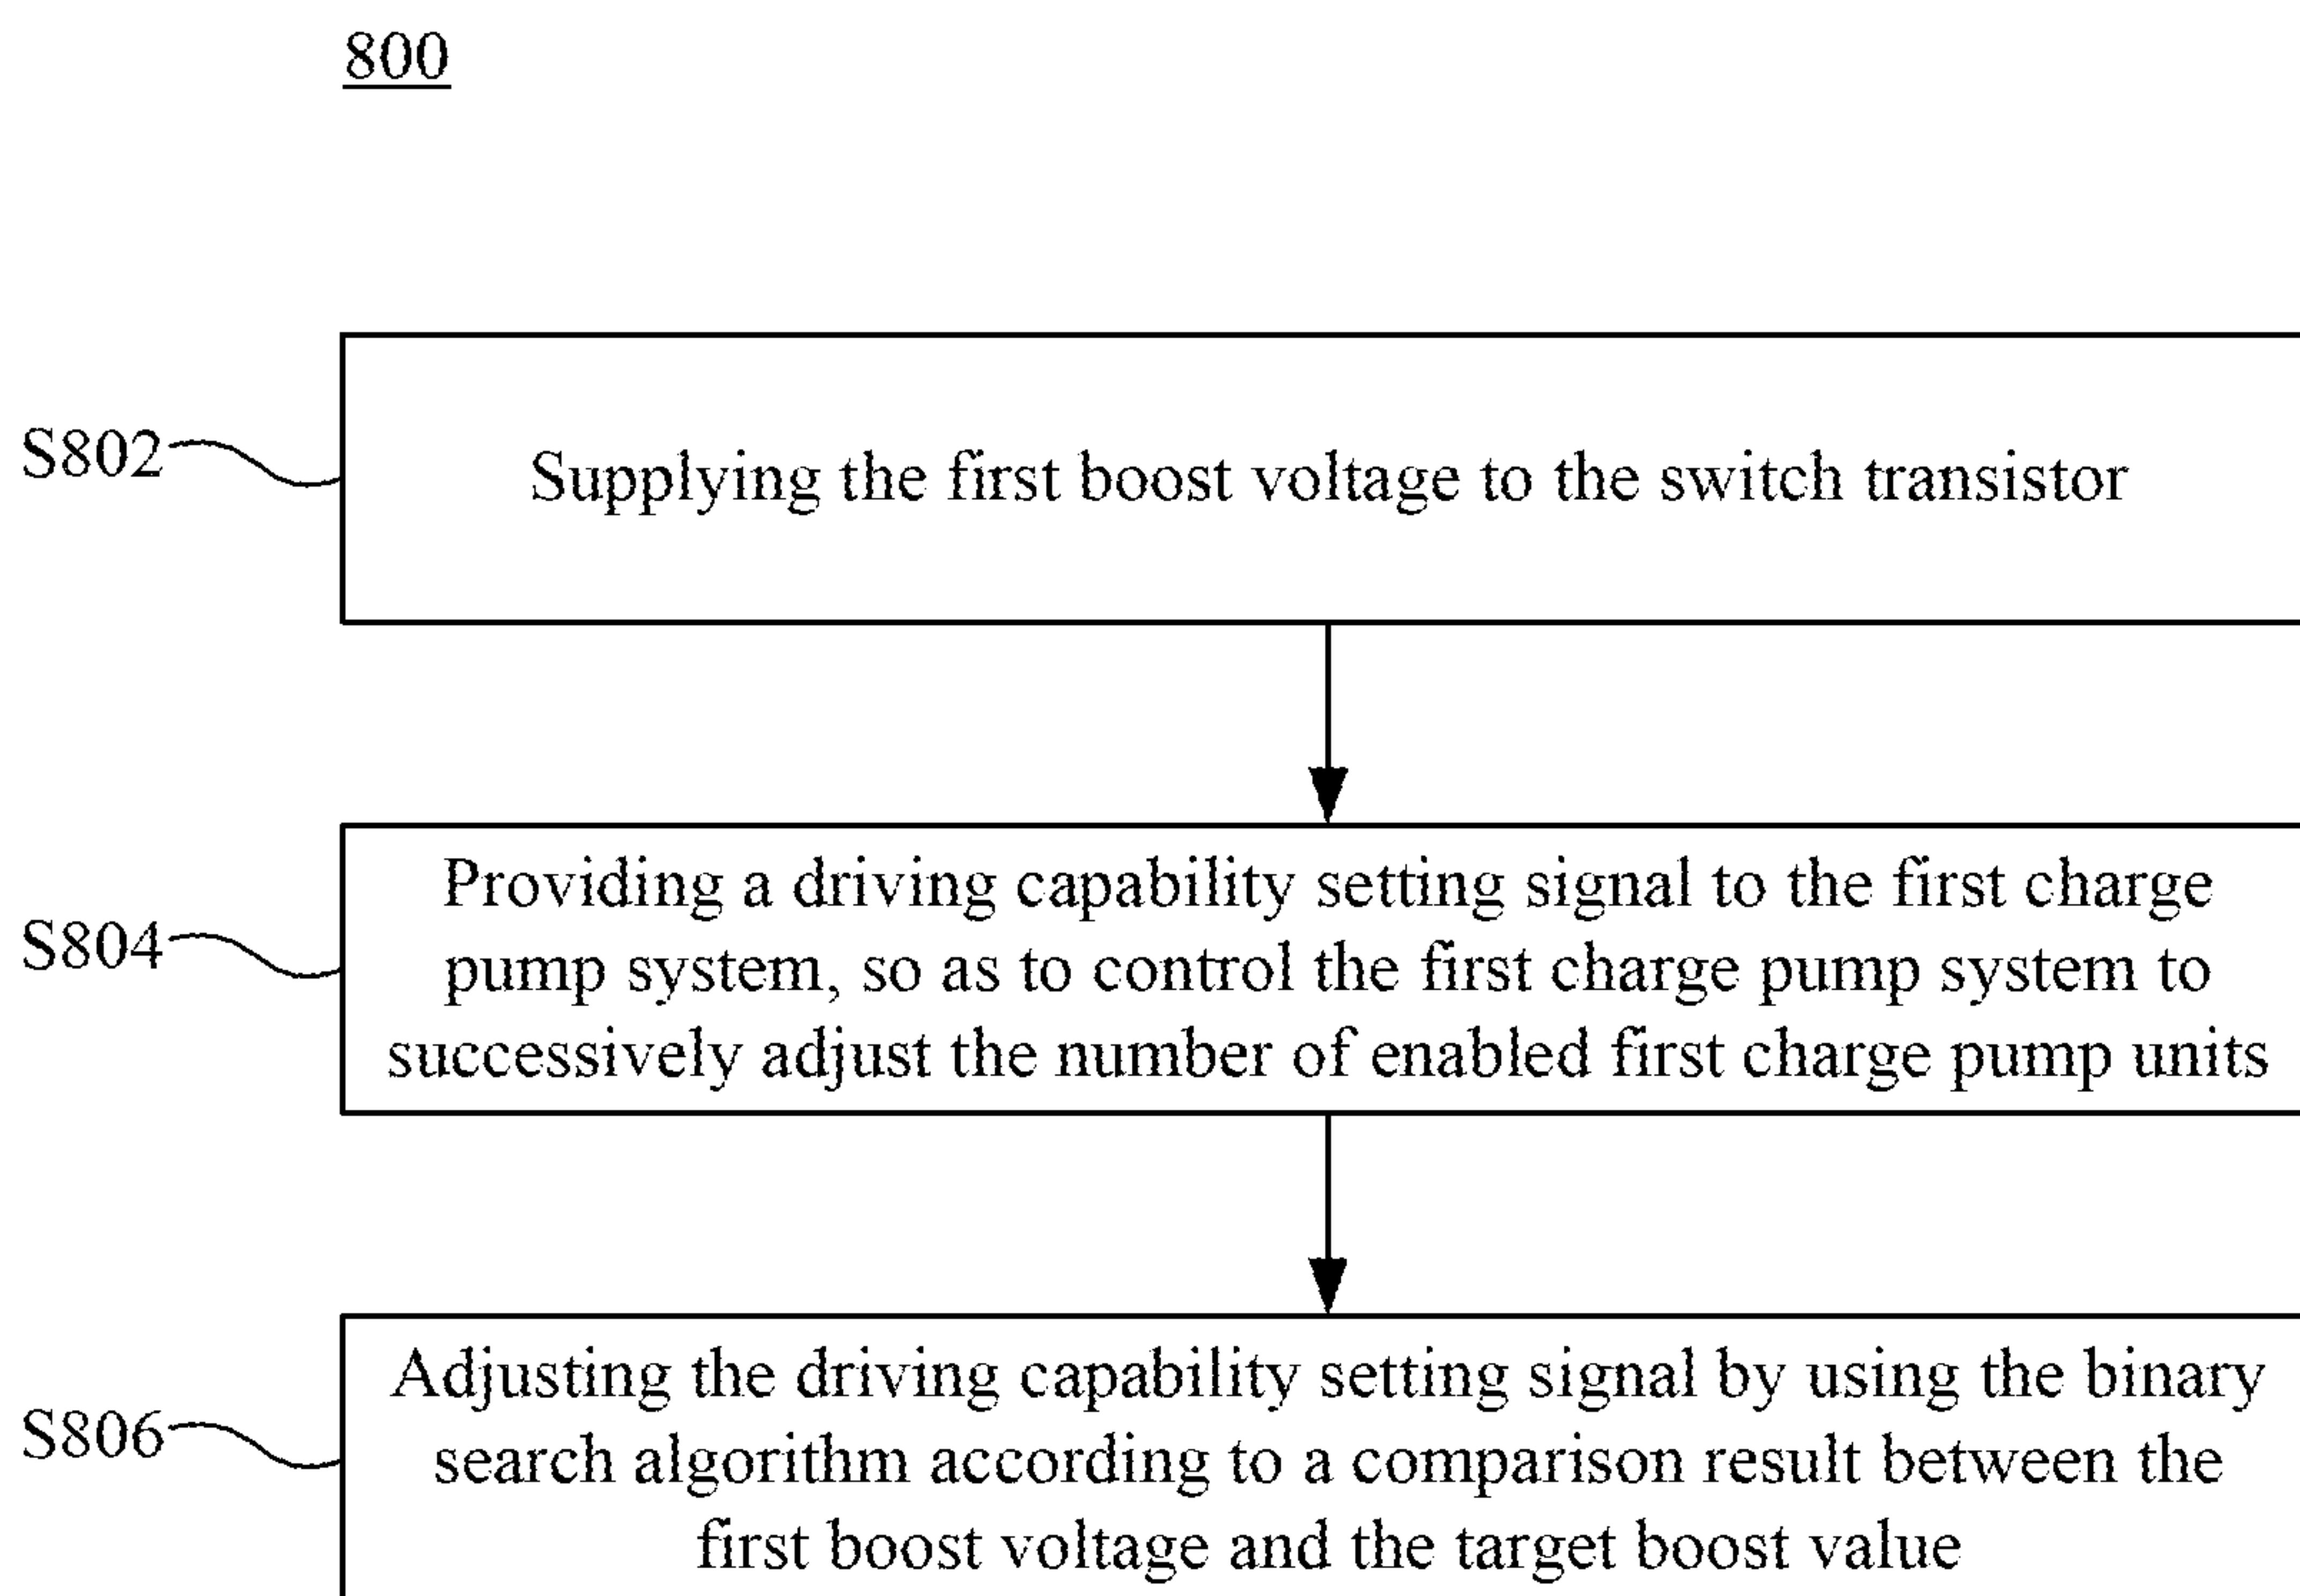 800
S802
Supplying the first boost voltage to the switch transistor
S804
Providing a driving capability setting signal to the first charge
pump system, so as to control the first charge pump system to
successively adjust the number of enabled first charge pump units
S806
Adjusting the driving capability setting signal by using the binary
search algorithm according to a comparison result between the
first boost voltage and the target boost value